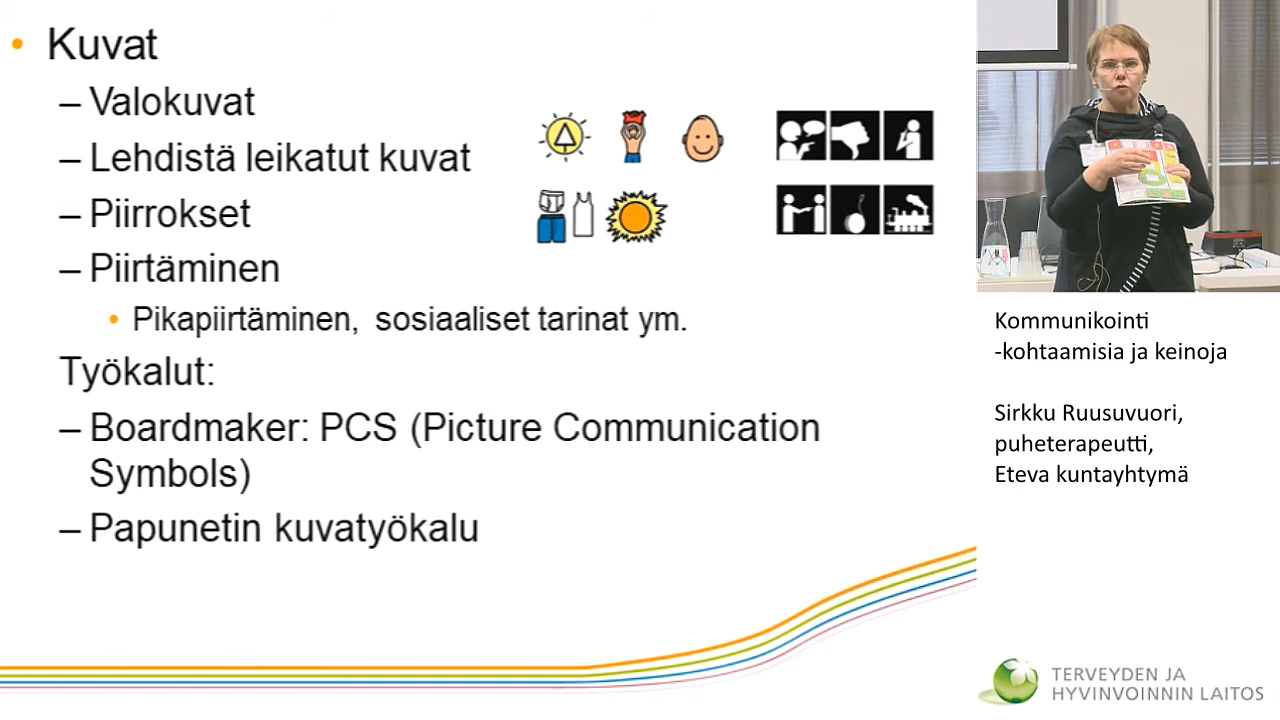 • Kuvat
– Valokuvat
– Lehdistä leikatut kuvat
– Piirrokset
– Piirtäminen
• Pikapiirtäminen, sosiaaliset tarinat ym.
Työkalut:
– Boardmaker: PCS (Picture Communication
Symbols)
– Papunetin kuvatyökalu
Kommunikointi
-kohtaamisia ja keinoja
Sirkku Ruusuvuori,
puheterapeutti,
Eteva kuntayhtymä
TERVEYDEN JA
HYVINVOINNIN LAITOS